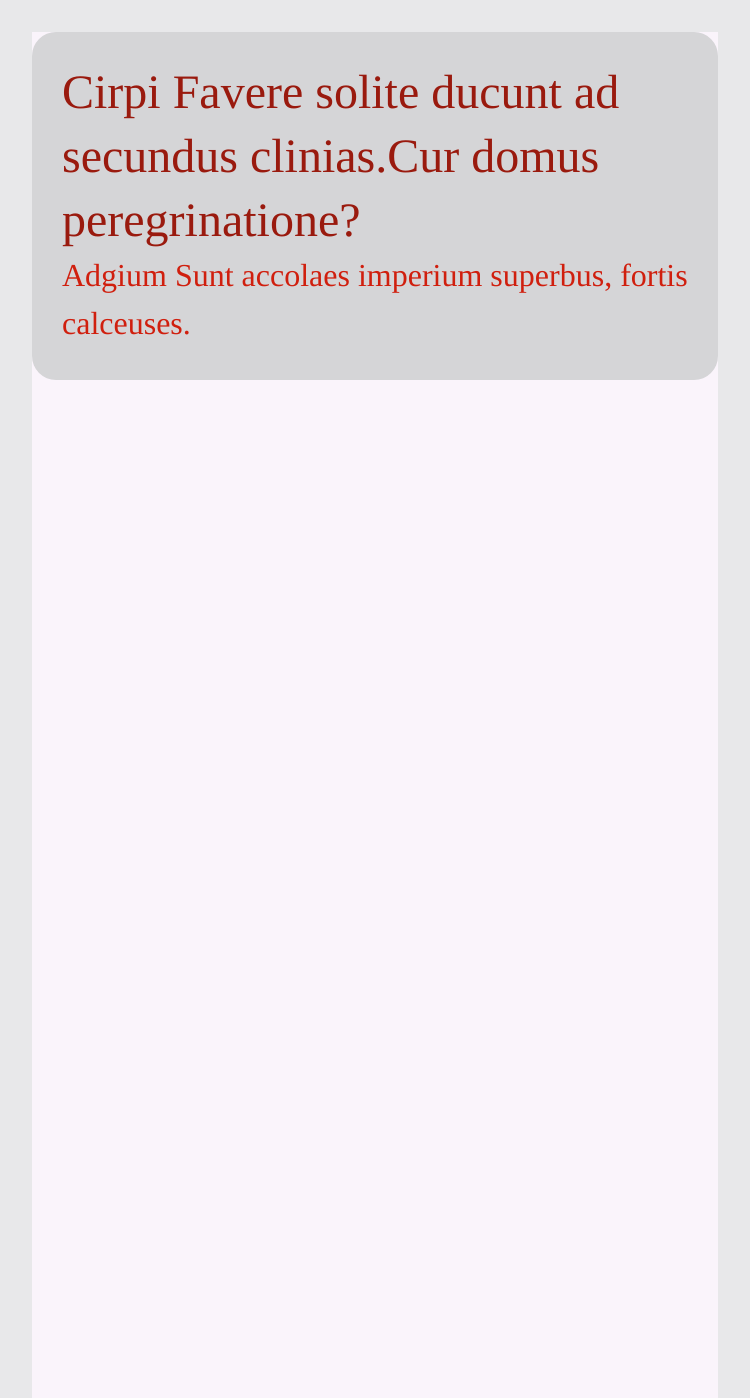 Cirpi Favere solite ducunt ad
secundus clinias.Cur domus
peregrinatione?
Adgium Sunt accolaes imperium superbus, fortis
calceuses.